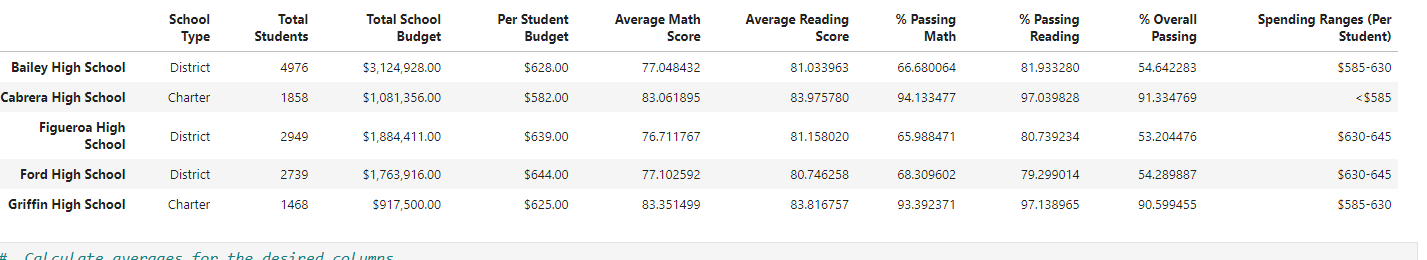 School Type Total Students Total School Budget Per Student Budget Average Math Score Average Reading Score % Passing Math % Passing Reading % Overall Passing Spending Ranges (Per Student)
Bailey High School District 4976 $3,124,928.00 $628.00 77.048432 81.033963 66.680064 81.933280 54.642283 $585-630
Cabrera High School Charter 1858 $1,081,356.00 $582.00 83.061895 83.975780 94.133477 97.039828 91.334769 <$585
Figueroa High School District 2949 $1,884,411.00 $639.00 76.711767 81.158020 65.988471 80.739234 53.204476 $630-645
Ford High School District 2739 $1,763,916.00 $644.00 77.102592 80.746258 68.309602 79.299014 54.289887 $630-645
Griffin High School Charter 1468 $917,500.00 $625.00 83.351499 83.816757 93.392371 97.138965 90.599455 $585-630
# Calculate averages for the desired columns